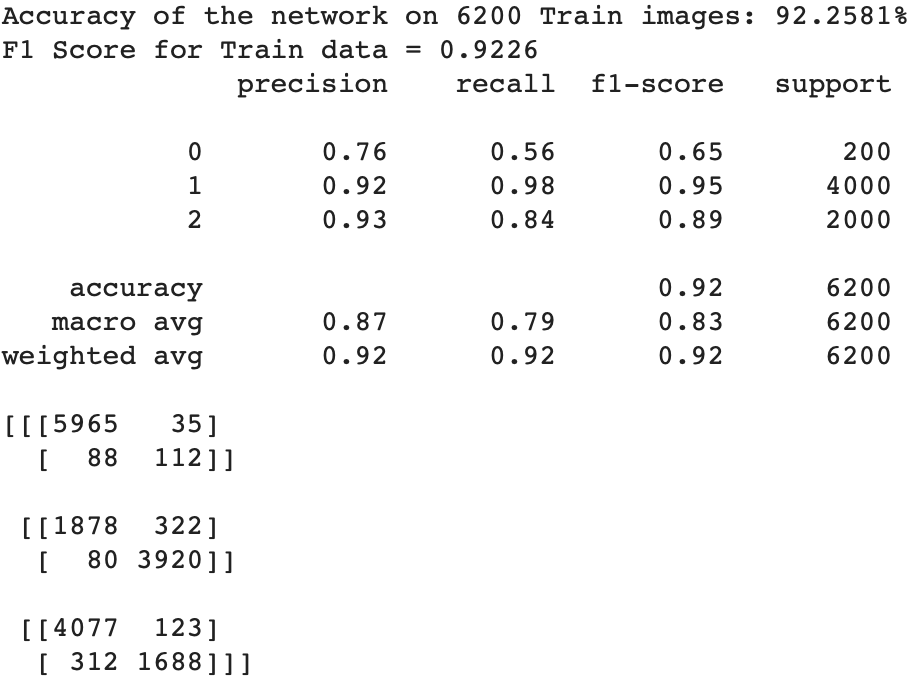 Accuracy of the network on 6200 Train images: 92.2581%
F1 Score for Train data = 0.9226
precision recall f1-score support
0 0.76 0.56 0.65 200
1 0.92 0.98 0.95 4000
2 0.93 0.84 0.89 2000
accuracy 0.92 6200
macro avg 0.87 0.79 0.83 6200
weighted avg 0.92 0.92 0.92 6200
[[[5965 35]
[ 88 112]]
[[1878 322]
[ 80 3920]]
[[4077 123]
[ 312 1688]]]